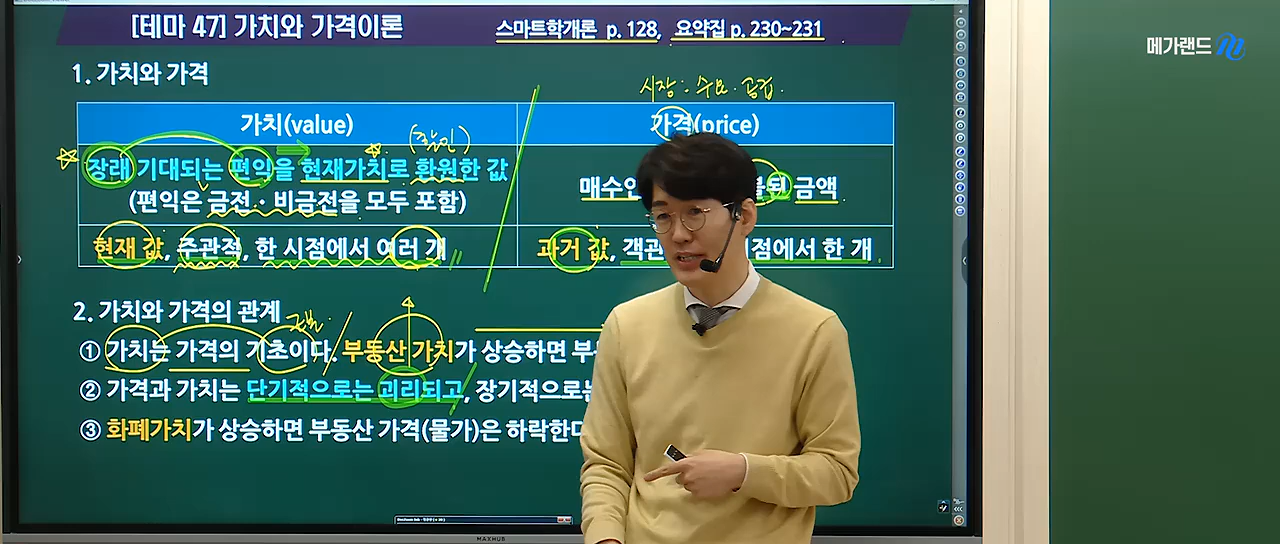 [테마 47] 가치와 가격이론
스마트학개론 p. 128, 요약집 p. 230~231
메가랜드
1. 가치와 가격
시장 : 수요 · 공급
가치(value)
(할인)
가격(price)
장래 기대되는 편익을 현재가치로 환원한 값
(편익은 금전 · 비금전을 모두 포함)
매수인 불된 금액
현재 값, 주관적, 한 시점에서 여러 개
과거 값, 객관 시점에서 한 개
2. 가치와 가격의 관계
근본
① 가치는 가격의 기초이다. 부동산 가치가 상승하면 부
② 가격과 가치는 단기적으로는 괴리되고, 장기적으로는
③ 화폐가치가 상승하면 부동산 가격(물가)은 하락한다
MAXHUB